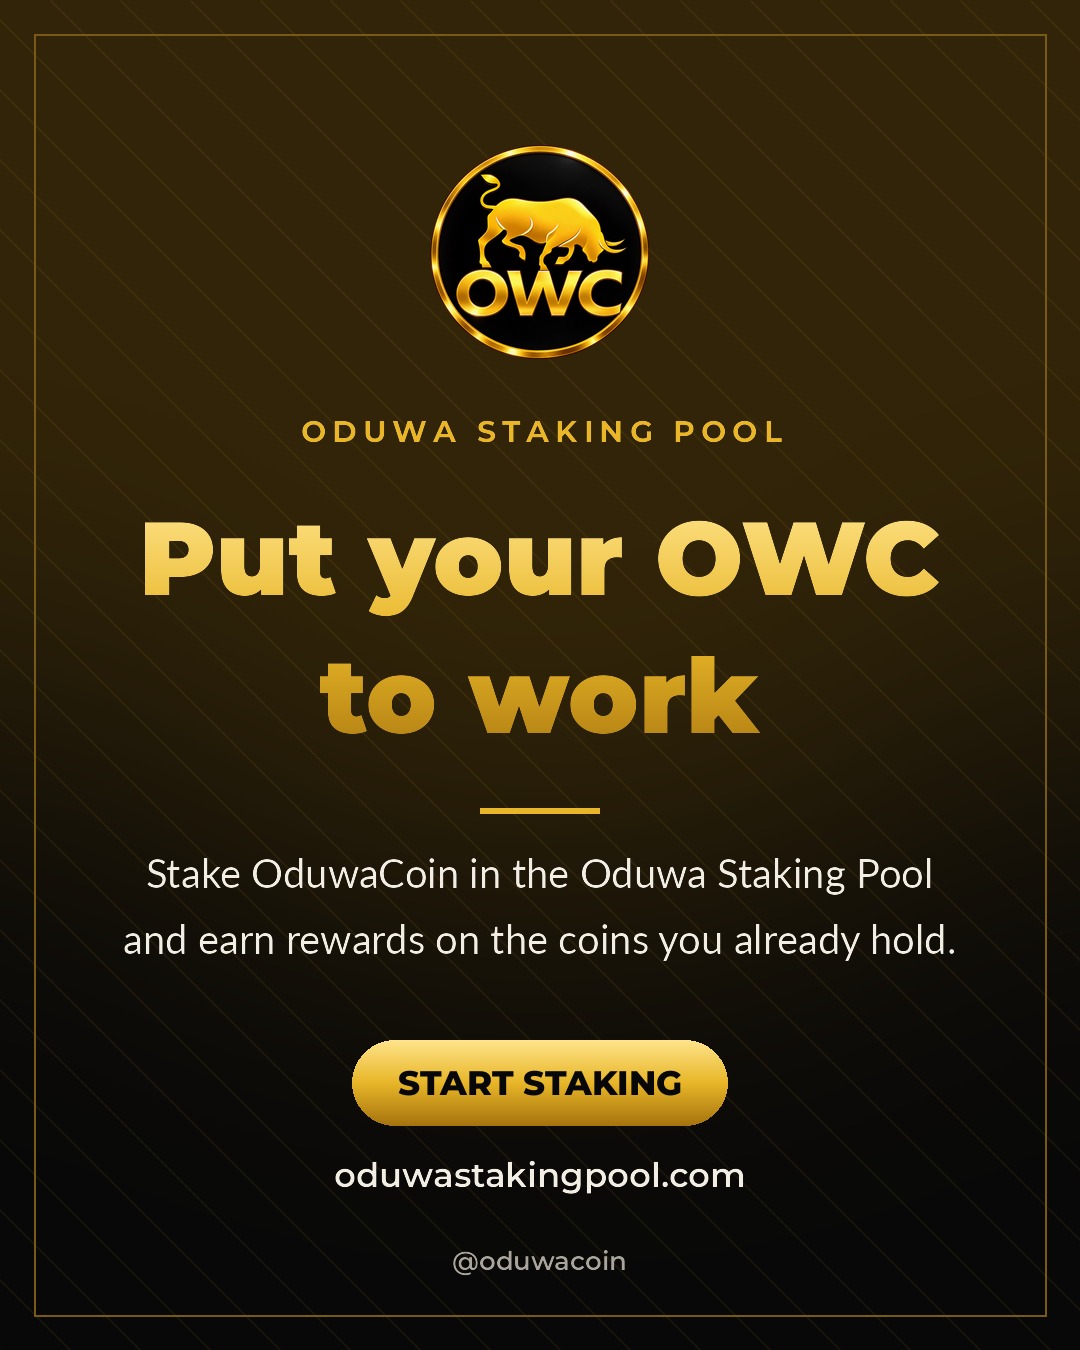 OWC
ODUWA STAKING POOL
Put your OWC
to work
Stake OduwaCoin in the Oduwa Staking Pool
and earn rewards on the coins you already hold.
START STAKING
oduwastakingpool.com
@oduwacoin